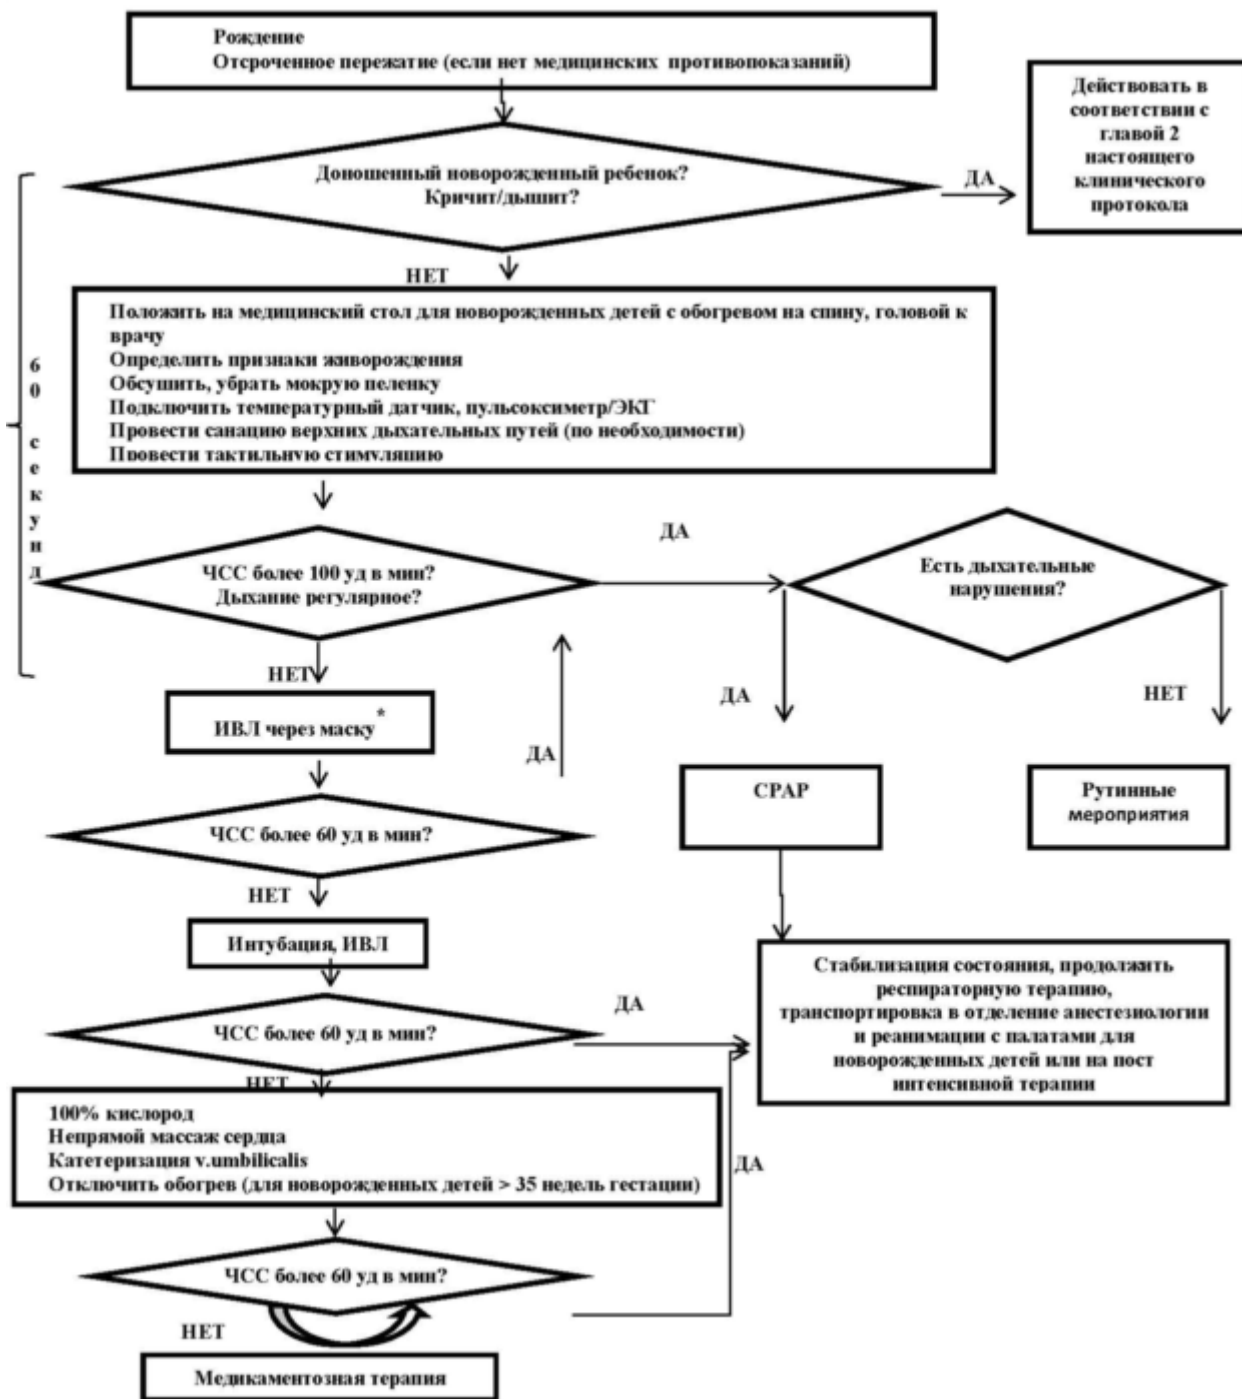 Рождение
Отсроченное пережатие (если нет медицинских противопоказаний)
Действовать в
соответствии с
главой 2
настоящего
клинического
протокола
Доношенный новорожденный ребенок?
Кричит/дышит?
ДА
НЕТ
60 секунд
Положить на медицинский стол для новорожденных детей с обогревом на спину, головой к
врачу
Определить признаки живорождения
Обсушить, убрать мокрую пеленку
Подключить температурный датчик, пульсоксиметр/ЭКГ
Провести санацию верхних дыхательных путей (по необходимости)
Провести тактильную стимуляцию
ДА
ЧСС более 100 уд в мин?
Дыхание регулярное?
Есть дыхательные
нарушения?
НЕТ
ДА
НЕТ
ИВЛ через маску*
ДА
CPAP
Рутинные
мероприятия
ЧСС более 60 уд в мин?
НЕТ
Интубация, ИВЛ
Стабилизация состояния, продолжить
респираторную терапию,
транспортировка в отделение анестезиологии
и реанимации с палатами для
новорожденных детей или на пост
интенсивной терапии
ДА
ЧСС более 60 уд в мин?
НЕТ
100% кислород
Непрямой массаж сердца
Катетеризация v.umbilicalis
Отключить обогрев (для новорожденных детей > 35 недель гестации)
ДА
ЧСС более 60 уд в мин?
НЕТ
Медикаментозная терапия